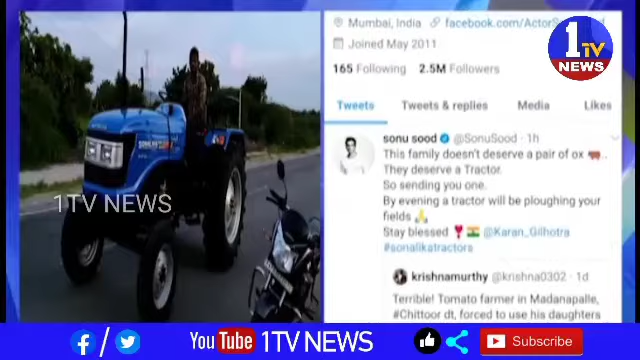 Mumbai, India facebook.com/Actor
Joined May 2011
165 Following 2.5M Followers
Tweets Tweets & replies Media Likes
sonu sood @SonuSood · 1h
This family doesn't deserve a pair of ox 🐂..
They deserve a Tractor.
So sending you one.
By evening a tractor will be ploughing your
fields 🙏
Stay blessed ❣️🇮🇳 @Karan_Gilhotra
#sonalikatractors
krishnamurthy @krishna0302 · 1d
Terrible! Tomato farmer in Madanapalle,
#Chittoor dt, forced to use his daughters
1TV
NEWS
1TV NEWS
YouTube 1TV NEWS
Subscribe